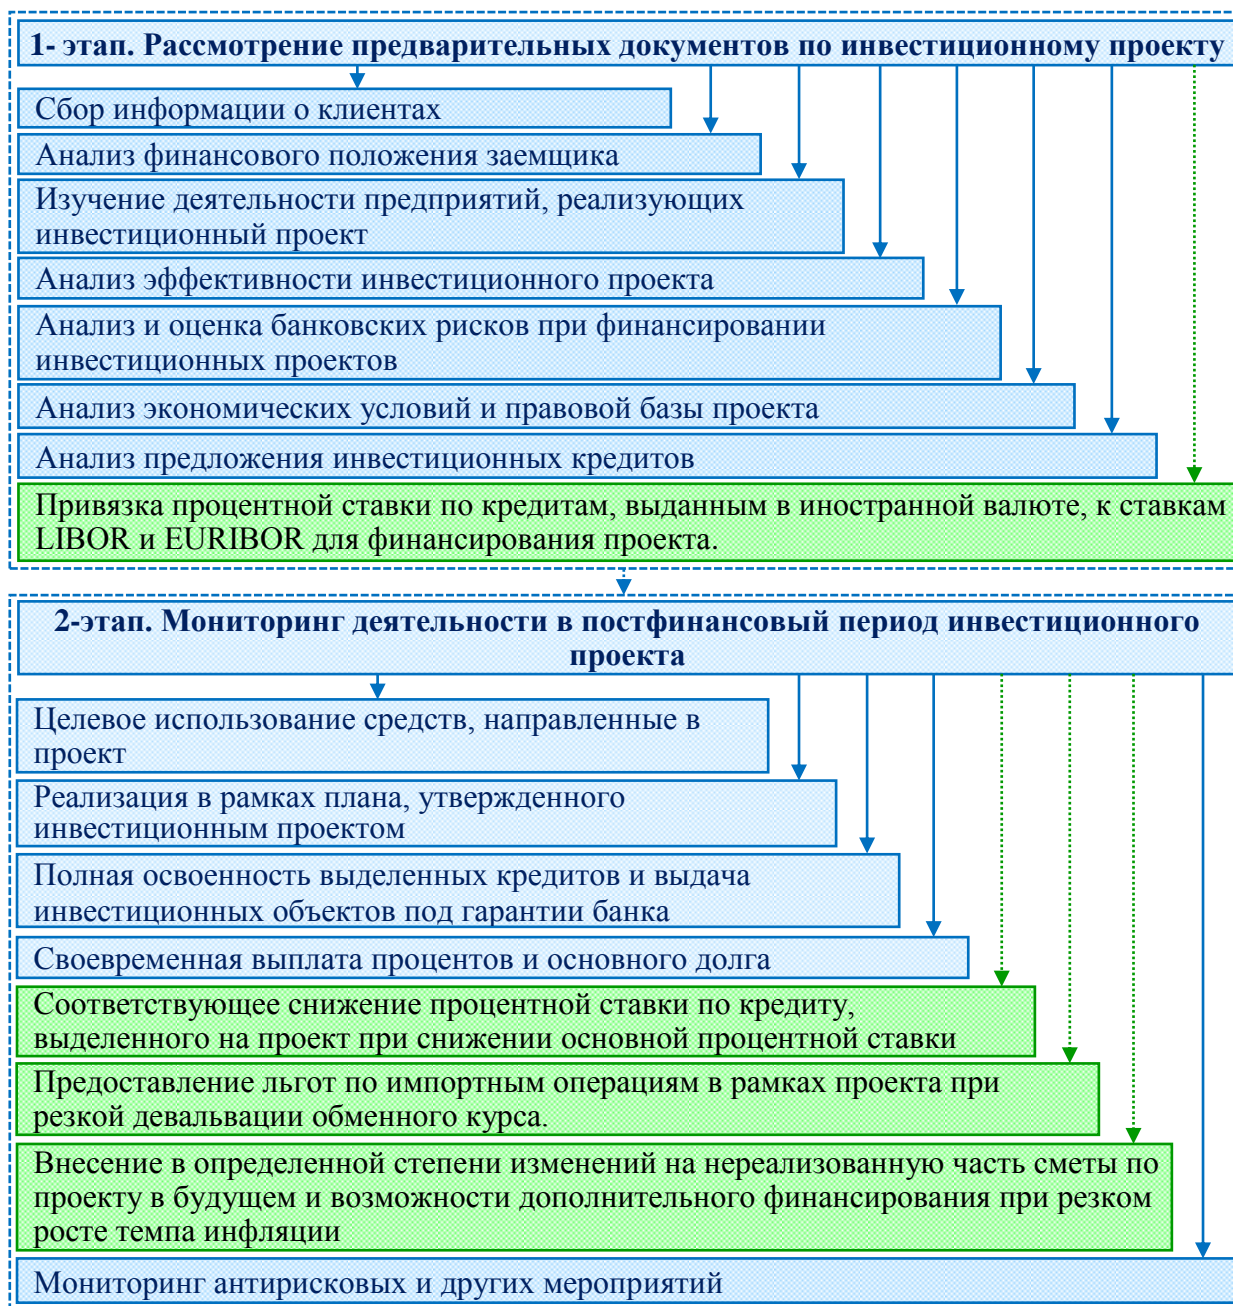 1- этап. Рассмотрение предварительных документов по инвестиционному проекту
Сбор информации о клиентах
Анализ финансового положения заемщика
Изучение деятельности предприятий, реализующих
инвестиционный проект
Анализ эффективности инвестиционного проекта
Анализ и оценка банковских рисков при финансировании
инвестиционных проектов
Анализ экономических условий и правовой базы проекта
Анализ предложения инвестиционных кредитов
Привязка процентной ставки по кредитам, выданным в иностранной валюте, к ставкам
LIBOR и EURIBOR для финансирования проекта.
2-этап. Мониторинг деятельности в постфинансовый период инвестиционного
проекта
Целевое использование средств, направленные в
проект
Реализация в рамках плана, утвержденного
инвестиционным проектом
Полная освоенность выделенных кредитов и выдача
инвестиционных объектов под гарантии банка
Своевременная выплата процентов и основного долга
Соответствующее снижение процентной ставки по кредиту,
выделенного на проект при снижении основной процентной ставки
Предоставление льгот по импортным операциям в рамках проекта при
резкой девальвации обменного курса.
Внесение в определенной степени изменений на нереализованную часть сметы по
проекту в будущем и возможности дополнительного финансирования при резком
росте темпа инфляции
Мониторинг антирисковых и других мероприятий